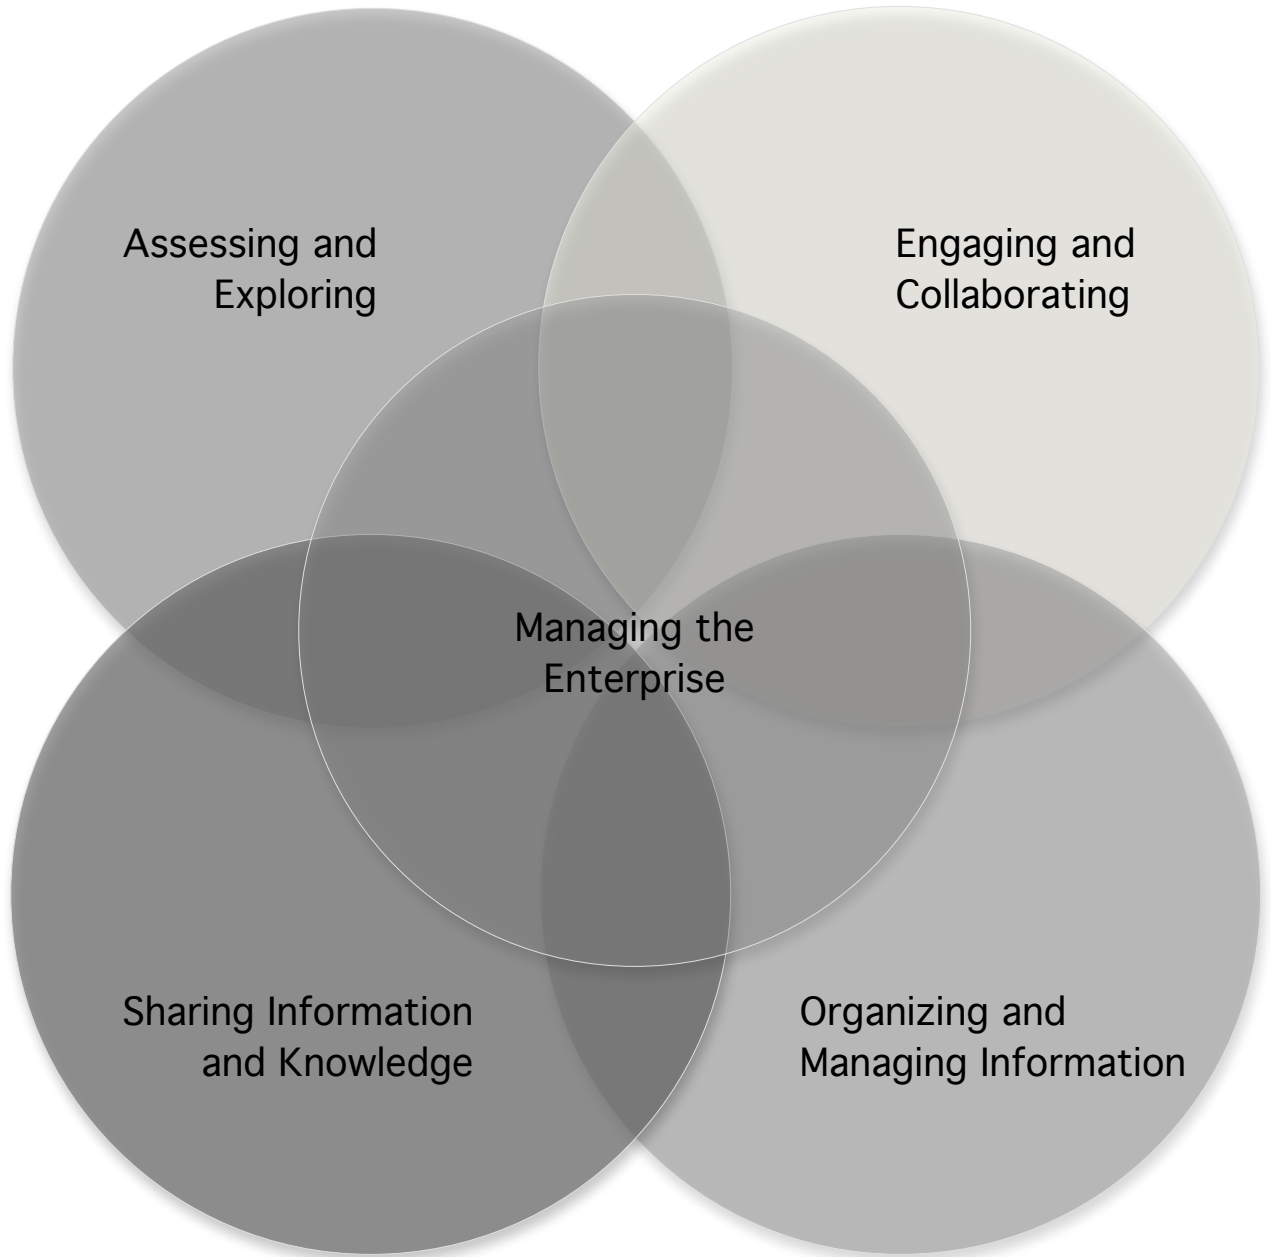 Assessing and
Exploring
Engaging and
Collaborating
Managing the
Enterprise
Sharing Information
and Knowledge
Organizing and
Managing Information